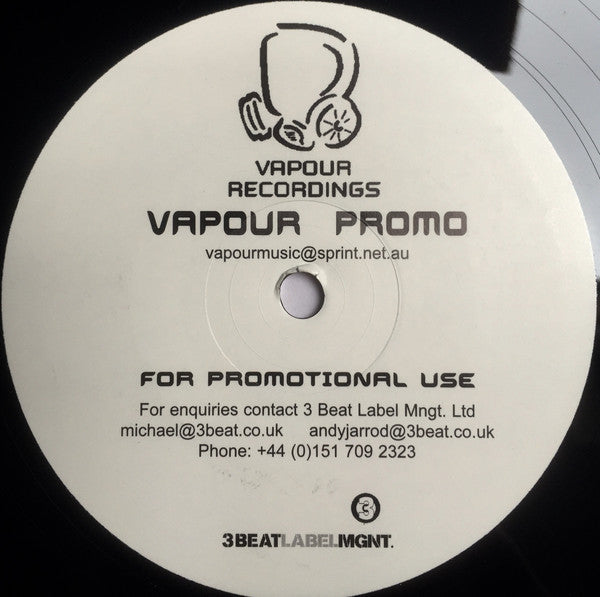 VAPOUR
RECORDINGS
VAPOUR PROMO
vapourmusic@sprint.net.au
FOR PROMOTIONAL USE
For enquiries contact 3 Beat Label Mngt. Ltd
michael@3beat.co.uk andyjarrod@3beat.co.uk
Phone: +44 (0)151 709 2323
3
3BEATLABELMGNT.